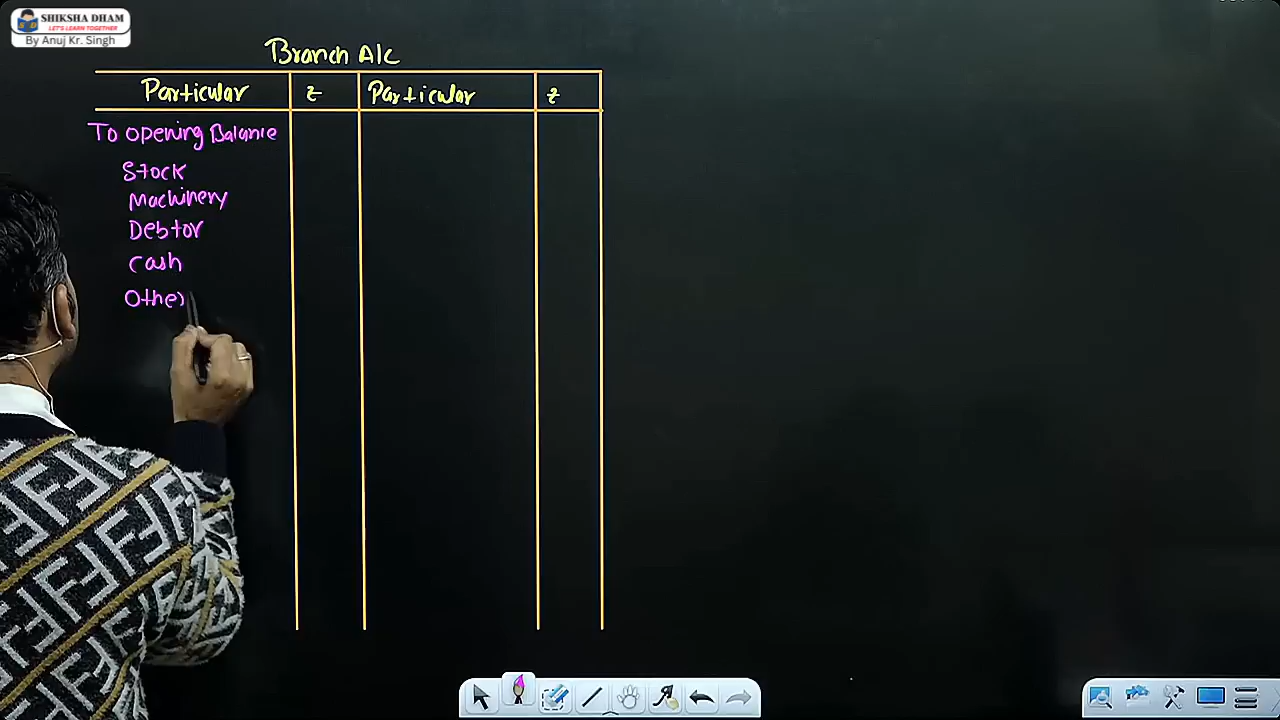 SHIKSHA DHAM
LET'S LEARN TOGETHER
By Anuj Kr. Singh
Branch A/C
Particular ₹ Particular ₹
To opening Balance
Stock
Machinery
Debtor
Cash
Other